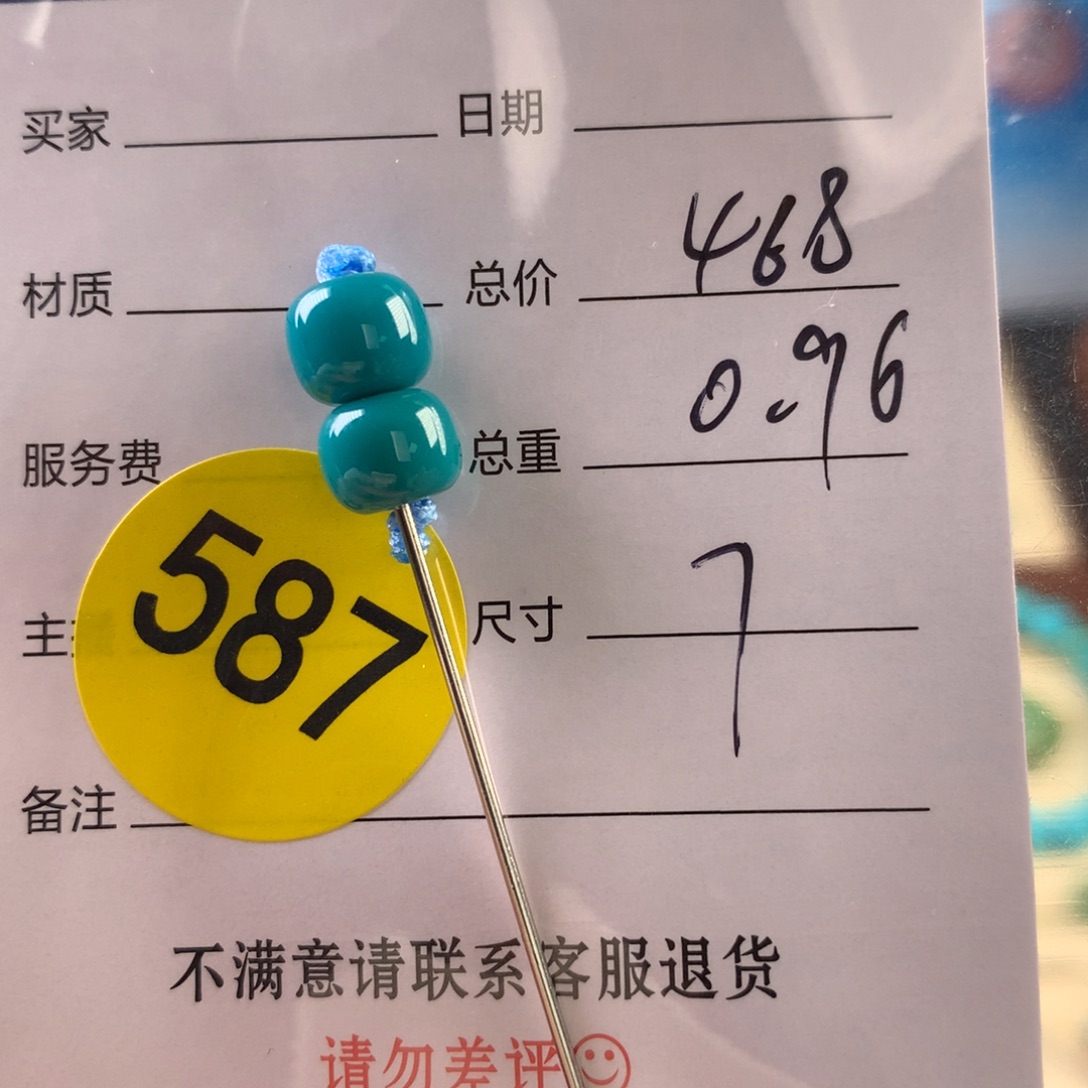 买家 日期
材质 总价 468
服务费 总重 0.96
587
主 尺寸 7
备注
不满意请联系客服退货
请勿差评